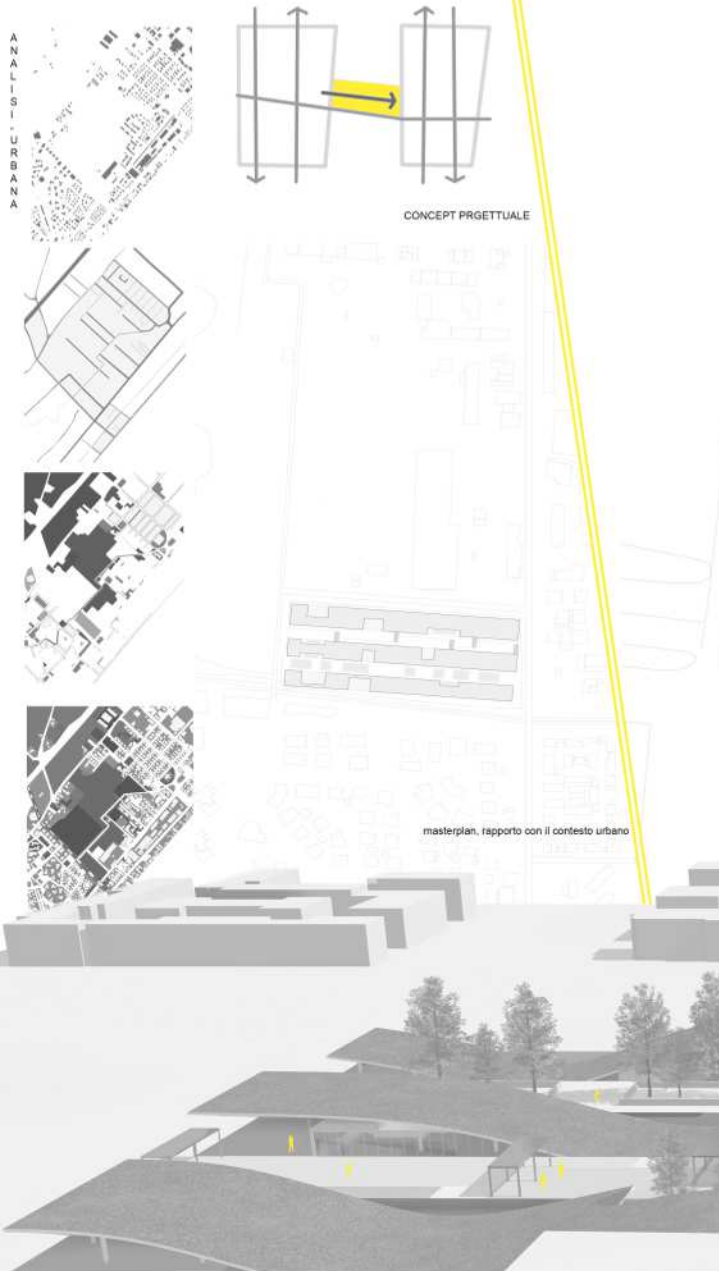 ANALISI - URBANA
CONCEPT PRGETTUALE
masterplan, rapporto con il contesto urbano